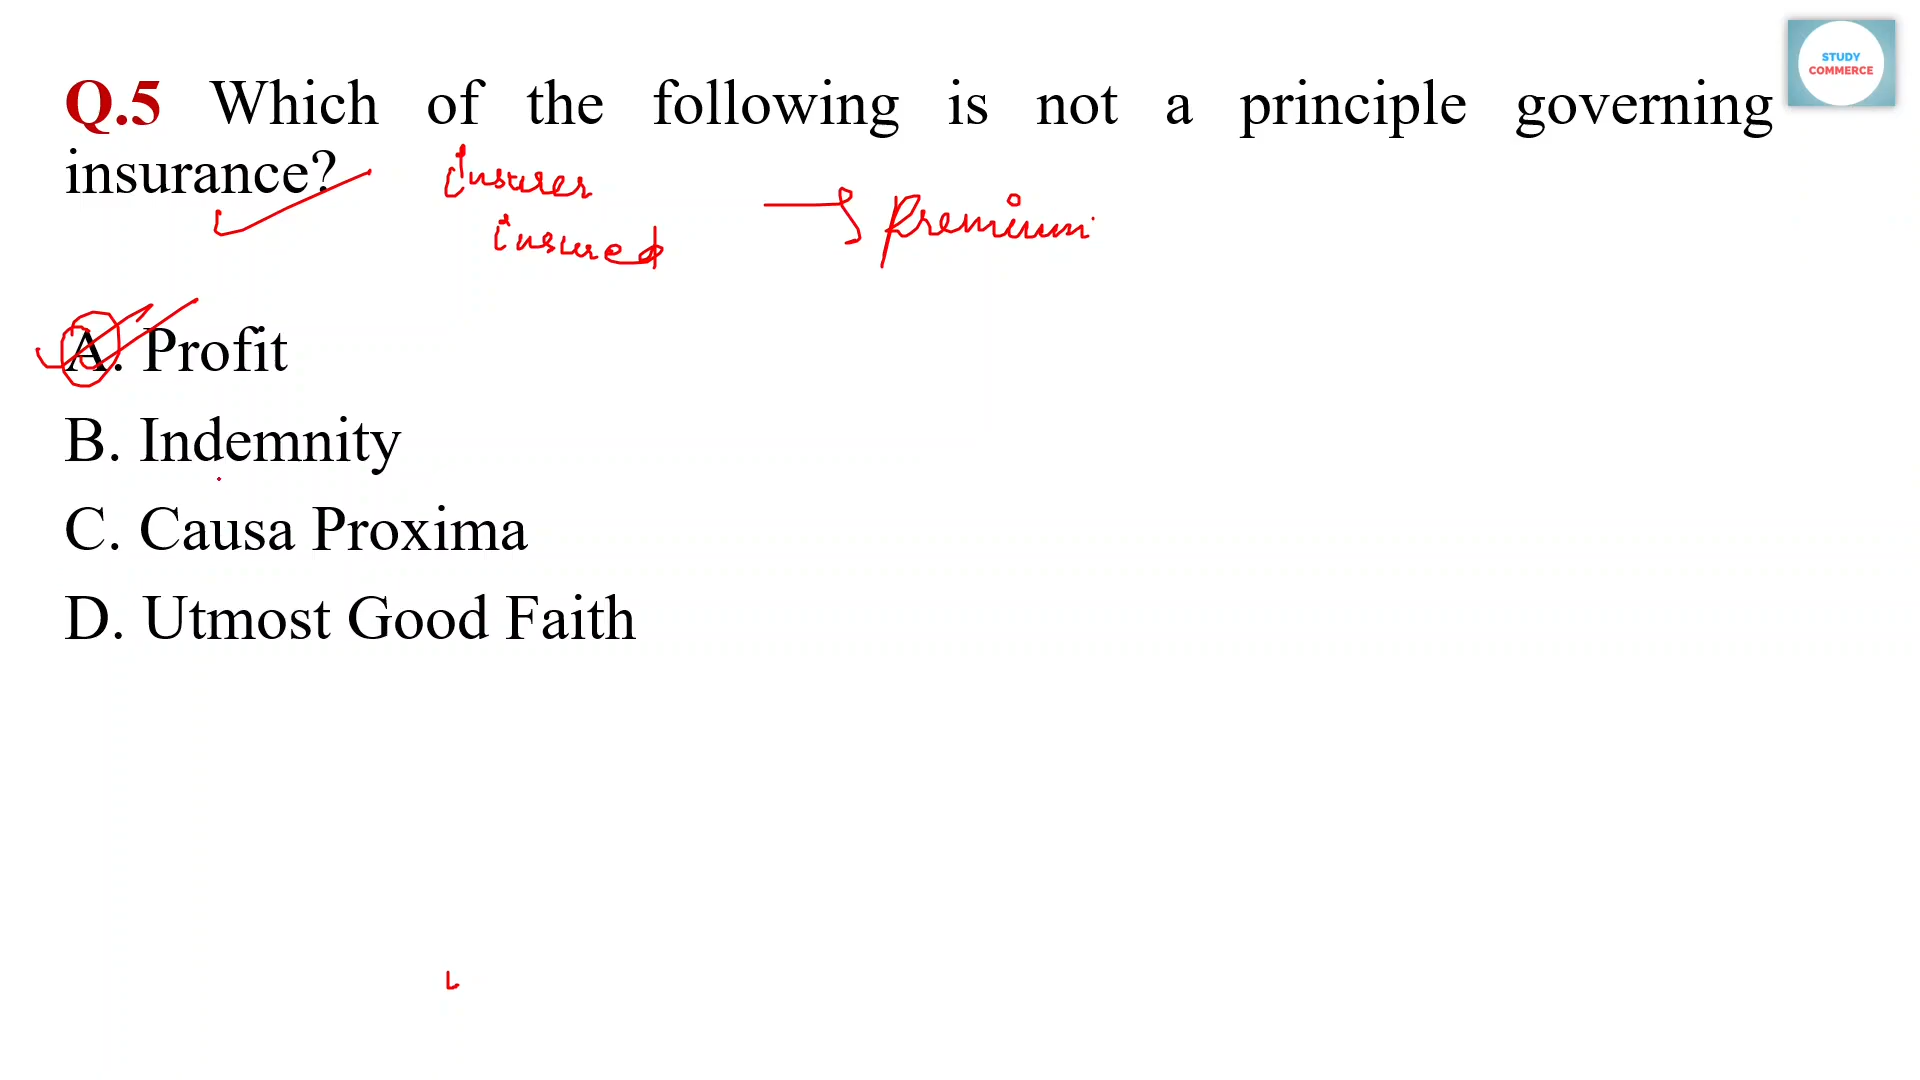 STUDY
COMMERCE
Q.5 Which of the following is not a principle governing
insurance?
insurer
insured
Premium
A. Profit
B. Indemnity
C. Causa Proxima
D. Utmost Good Faith